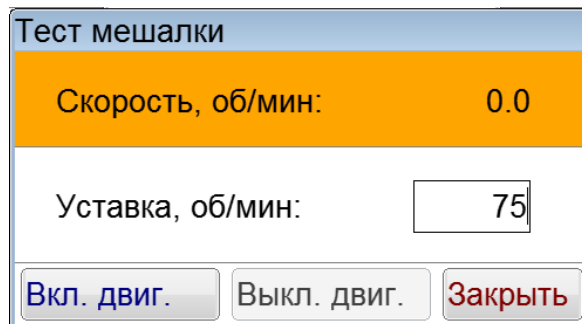 Тест мешалки
Скорость, об/мин: 0.0
Уставка, об/мин: 75
Вкл. двиг. Выкл. двиг. Закрыть